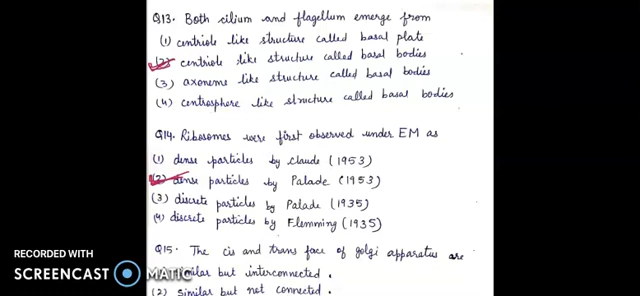 Q13. Both cilium and flagellum emerge from
(1) centriole like structure called basal plate
(2) centriole like structure called basal bodies
(3) axoneme like structure called basal bodies
(4) centrosphere like structure called basal bodies
Q14. Ribosomes were first observed under EM as
(1) dense particles by Claude (1953)
(2) dense particles by Palade (1953)
(3) discrete particles by Palade (1935)
(4) discrete particles by Flemming (1935)
Q15. The cis and trans face of golgi apparatus are
similar but interconnected.
(2) similar but not connected.
RECORDED WITH
SCREENCAST MATIC